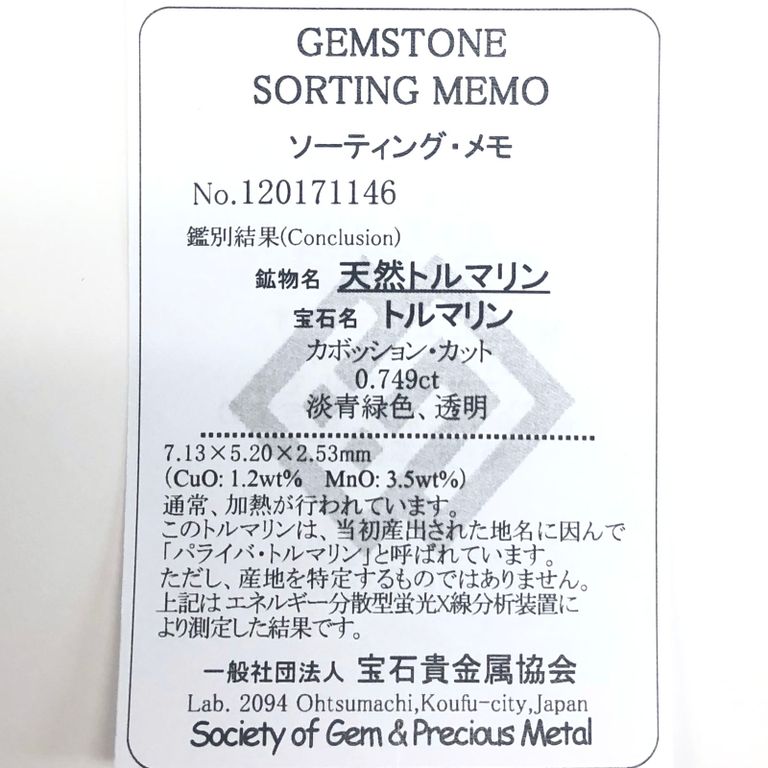 GEMSTONE
SORTING MEMO
ソーティング・メモ
No.120171146
鑑別結果(Conclusion)
鉱物名 天然トルマリン
宝石名 トルマリン
カボッション・カット
0.749ct
淡青緑色、透明
7.13×5.20×2.53mm
(CuO: 1.2wt% MnO: 3.5wt%)
通常、加熱が行われています。
このトルマリンは、当初産出された地名に因んで
「パライバ・トルマリン」と呼ばれています。
ただし、産地を特定するものではありません。
上記はエネルギー分散型蛍光X線分析装置に
より測定した結果です。
一般社団法人 宝石貴金属協会
Lab. 2094 Ohtsumachi,Koufu-city,Japan
Society of Gem & Precious Metal